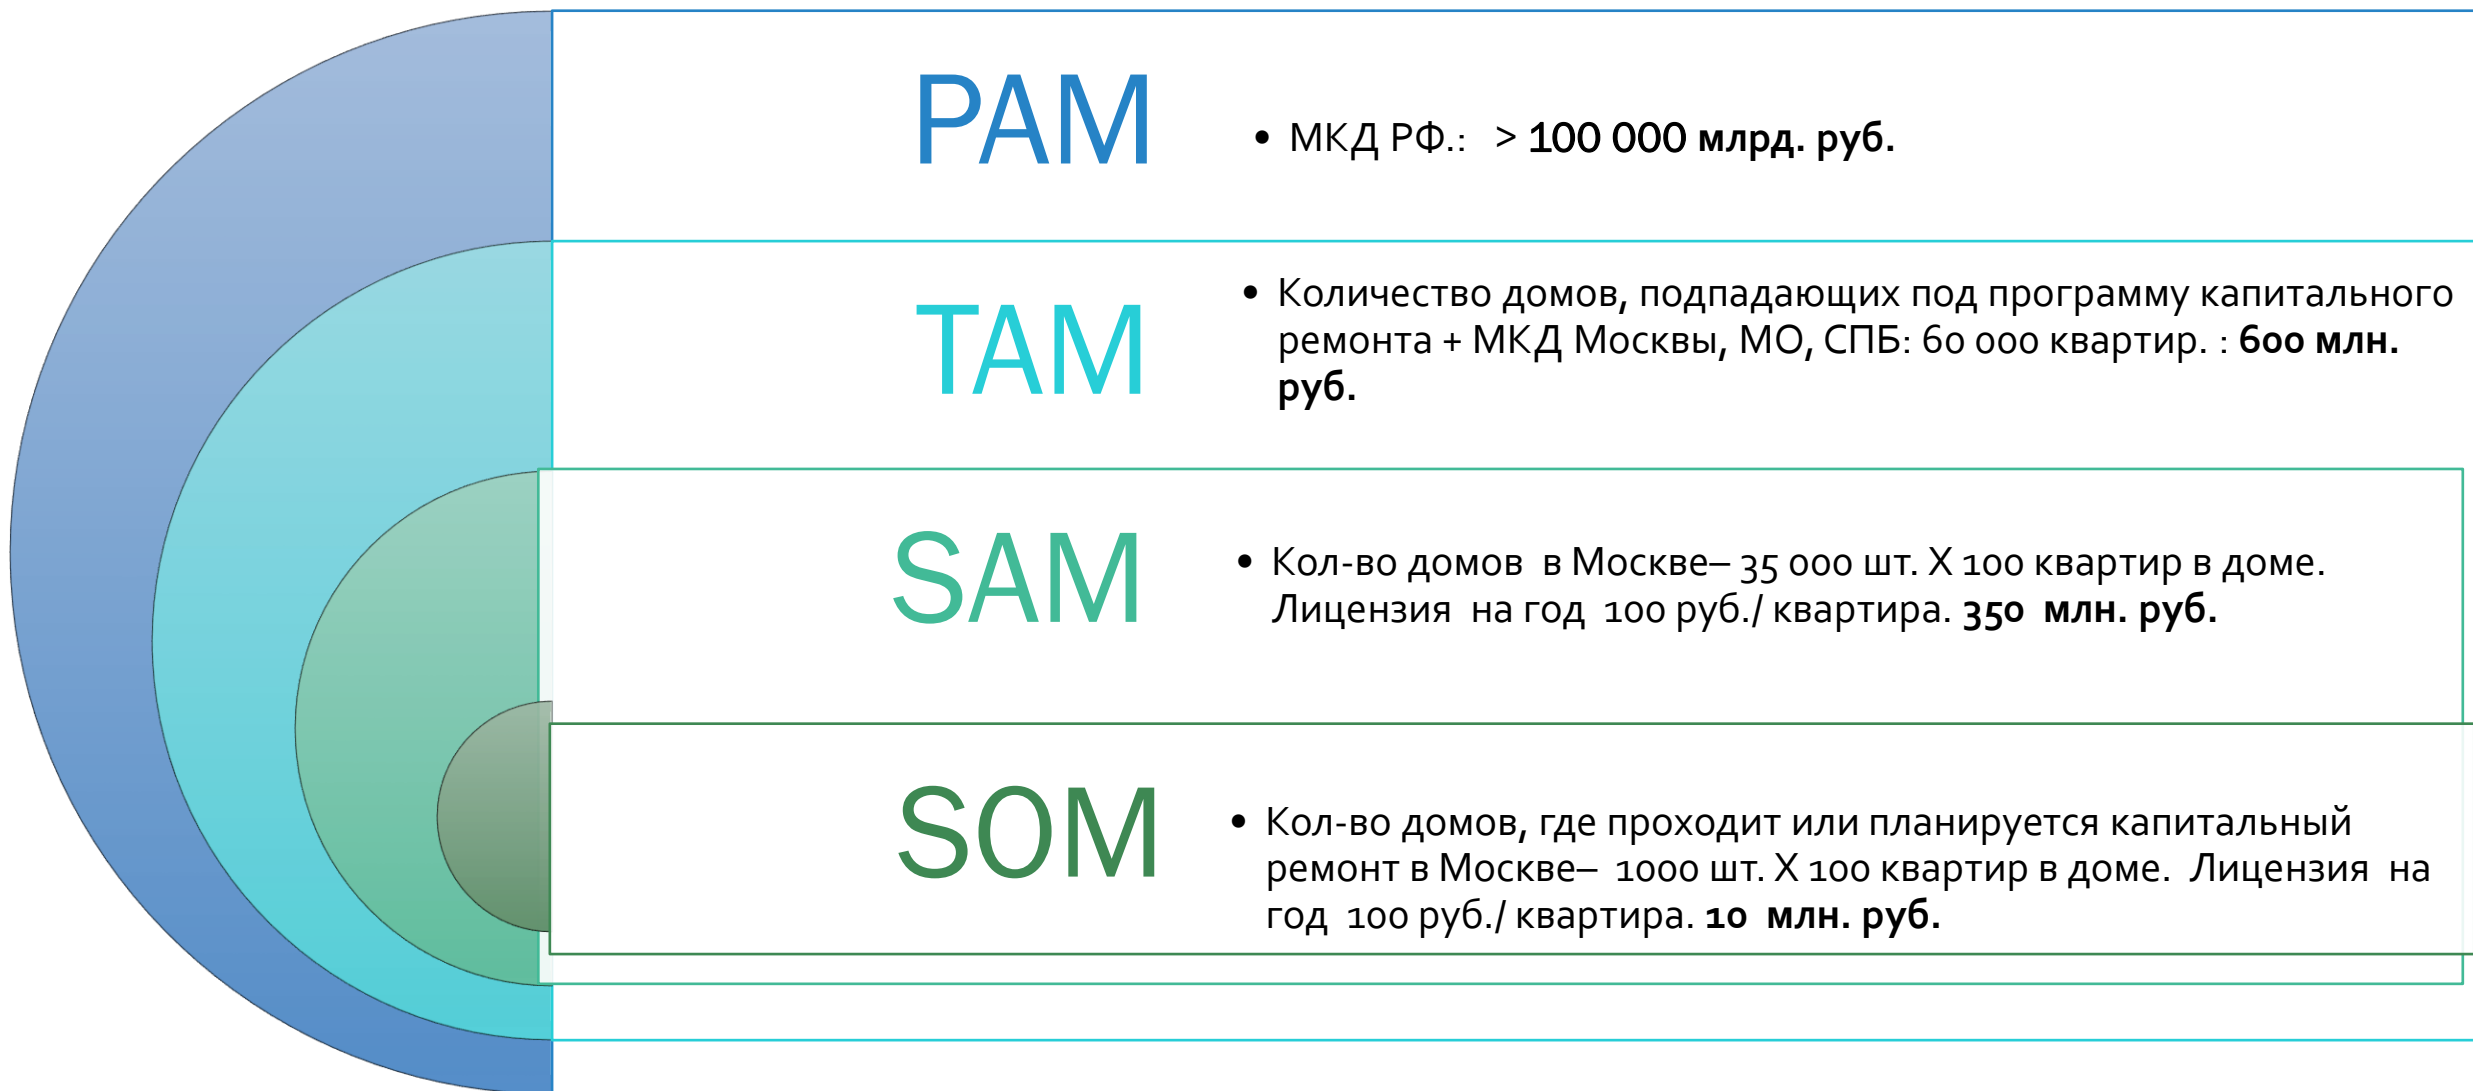 PAM
• МКД РФ.: > 100 000 млрд. руб.
TAM
• Количество домов, подпадающих под программу капитального
ремонта + МКД Москвы, МО, СПБ: 60 000 квартир. : 600 млн.
руб.
SAM
• Кол-во домов в Москве– 35 000 шт. Х 100 квартир в доме.
Лицензия на год 100 руб./ квартира. 350 млн. руб.
SOM
• Кол-во домов, где проходит или планируется капитальный
ремонт в Москве– 1000 шт. Х 100 квартир в доме. Лицензия на
год 100 руб./ квартира. 10 млн. руб.